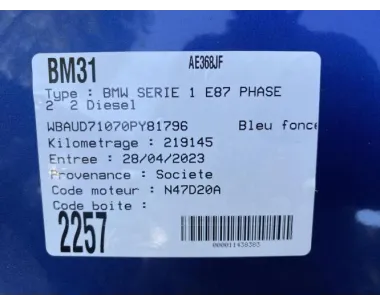 BM31 AE368JF
Type : BMW SERIE 1 E87 PHASE
2 2 Diesel
WBAUD71070PY81796 Bleu fonce
Kilometrage : 219145
Entree : 28/04/2023
Provenance : Societe
Code moteur : N47D20A
Code boite : .
2257